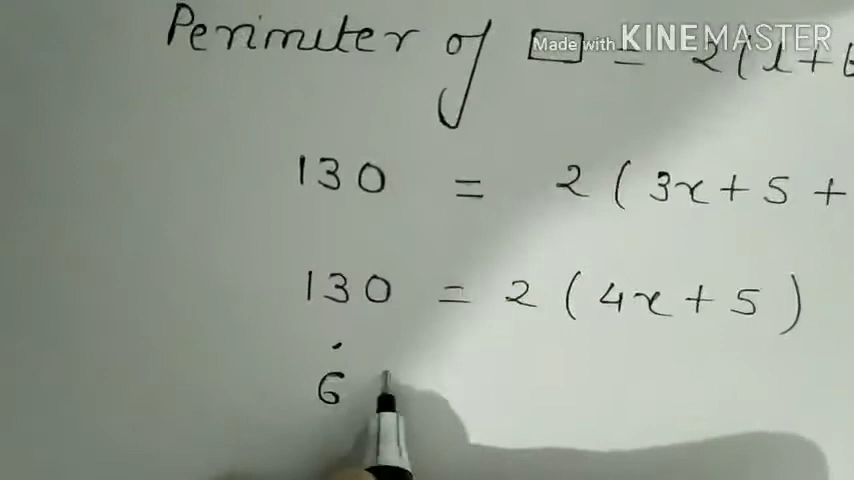 Perimeter of ▭ = 2(l+b
Made with KINEMASTER
130 = 2(3x+5+
130 = 2(4x+5)
6